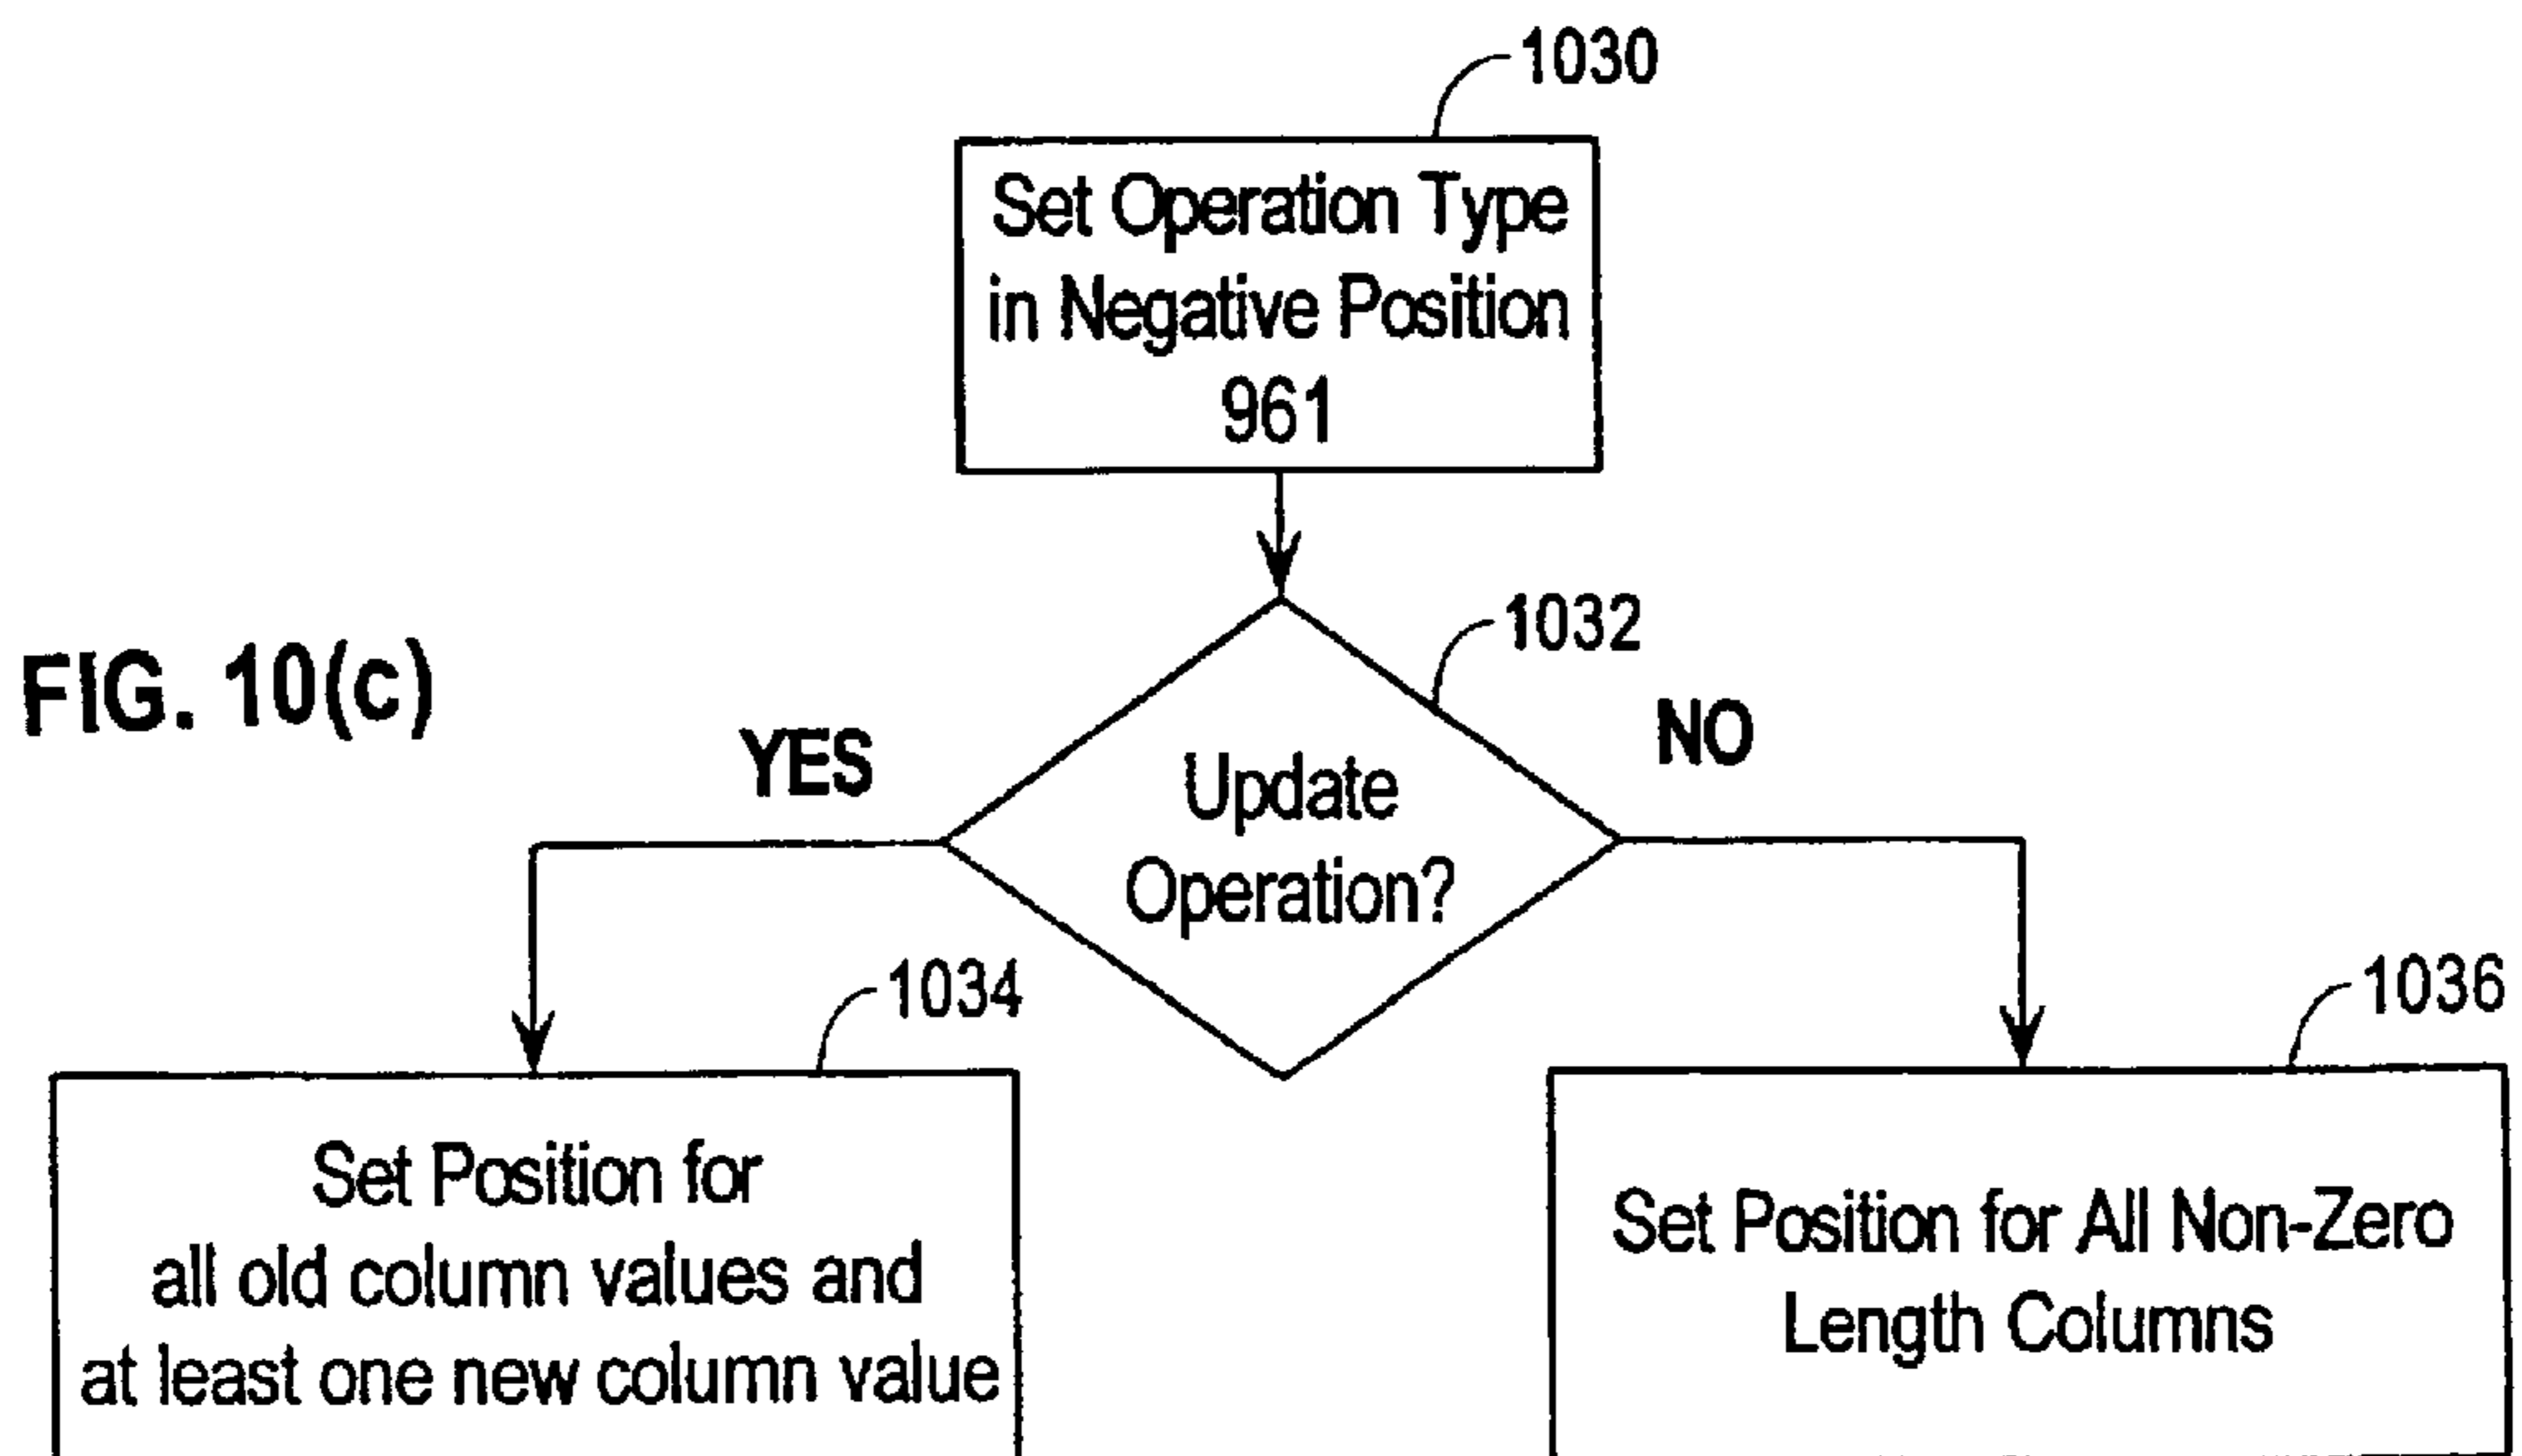 1030
Set Operation Type
in Negative Position
961
1032
FIG. 10(c)
YES
NO
Update
Operation?
1034
1036
Set Position for
all old column values and
at least one new column value
Set Position for All Non-Zero
Length Columns